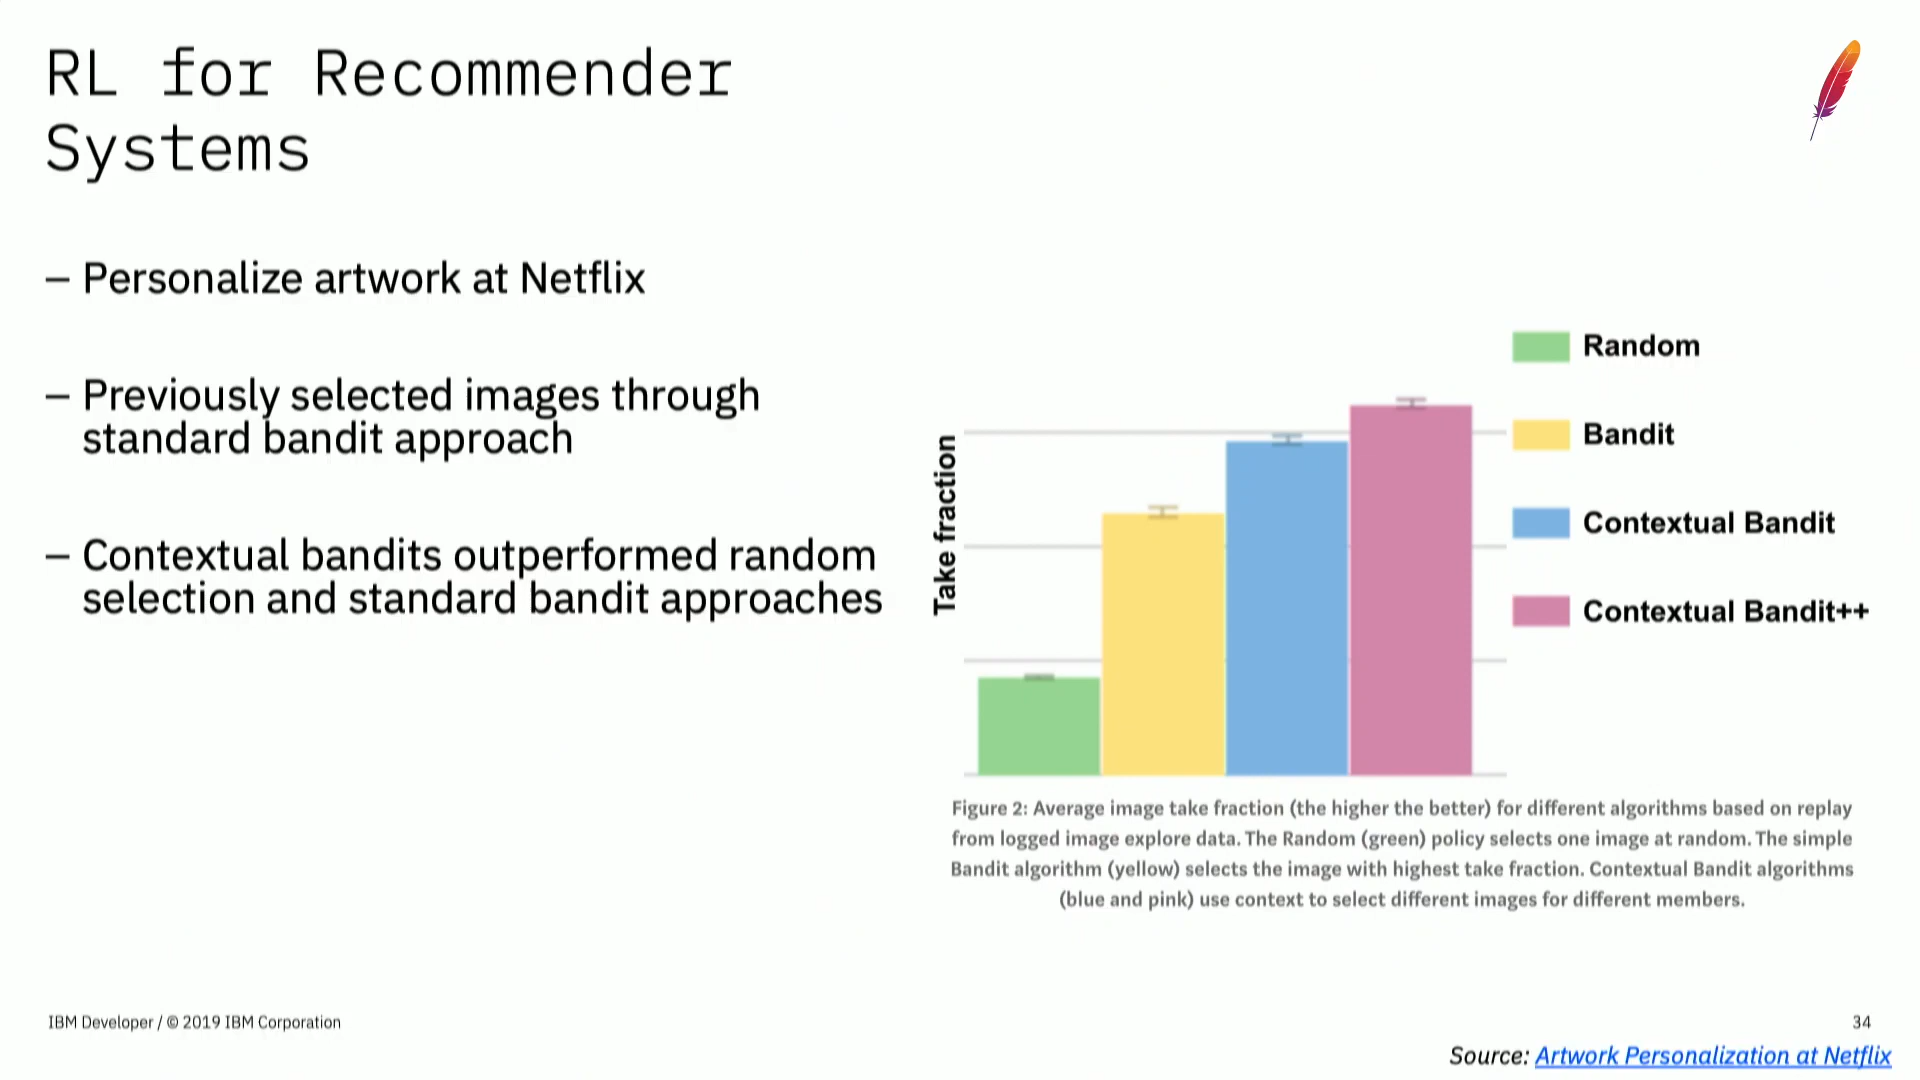 RL for Recommender
Systems
– Personalize artwork at Netflix
– Previously selected images through
standard bandit approach
– Contextual bandits outperformed random
selection and standard bandit approaches
Take fraction
Random
Bandit
Contextual Bandit
Contextual Bandit++
Figure 2: Average image take fraction (the higher the better) for different algorithms based on replay
from logged image explore data. The Random (green) policy selects one image at random. The simple
Bandit algorithm (yellow) selects the image with highest take fraction. Contextual Bandit algorithms
(blue and pink) use context to select different images for different members.
IBM Developer / © 2019 IBM Corporation
34
Source: Artwork Personalization at Netflix